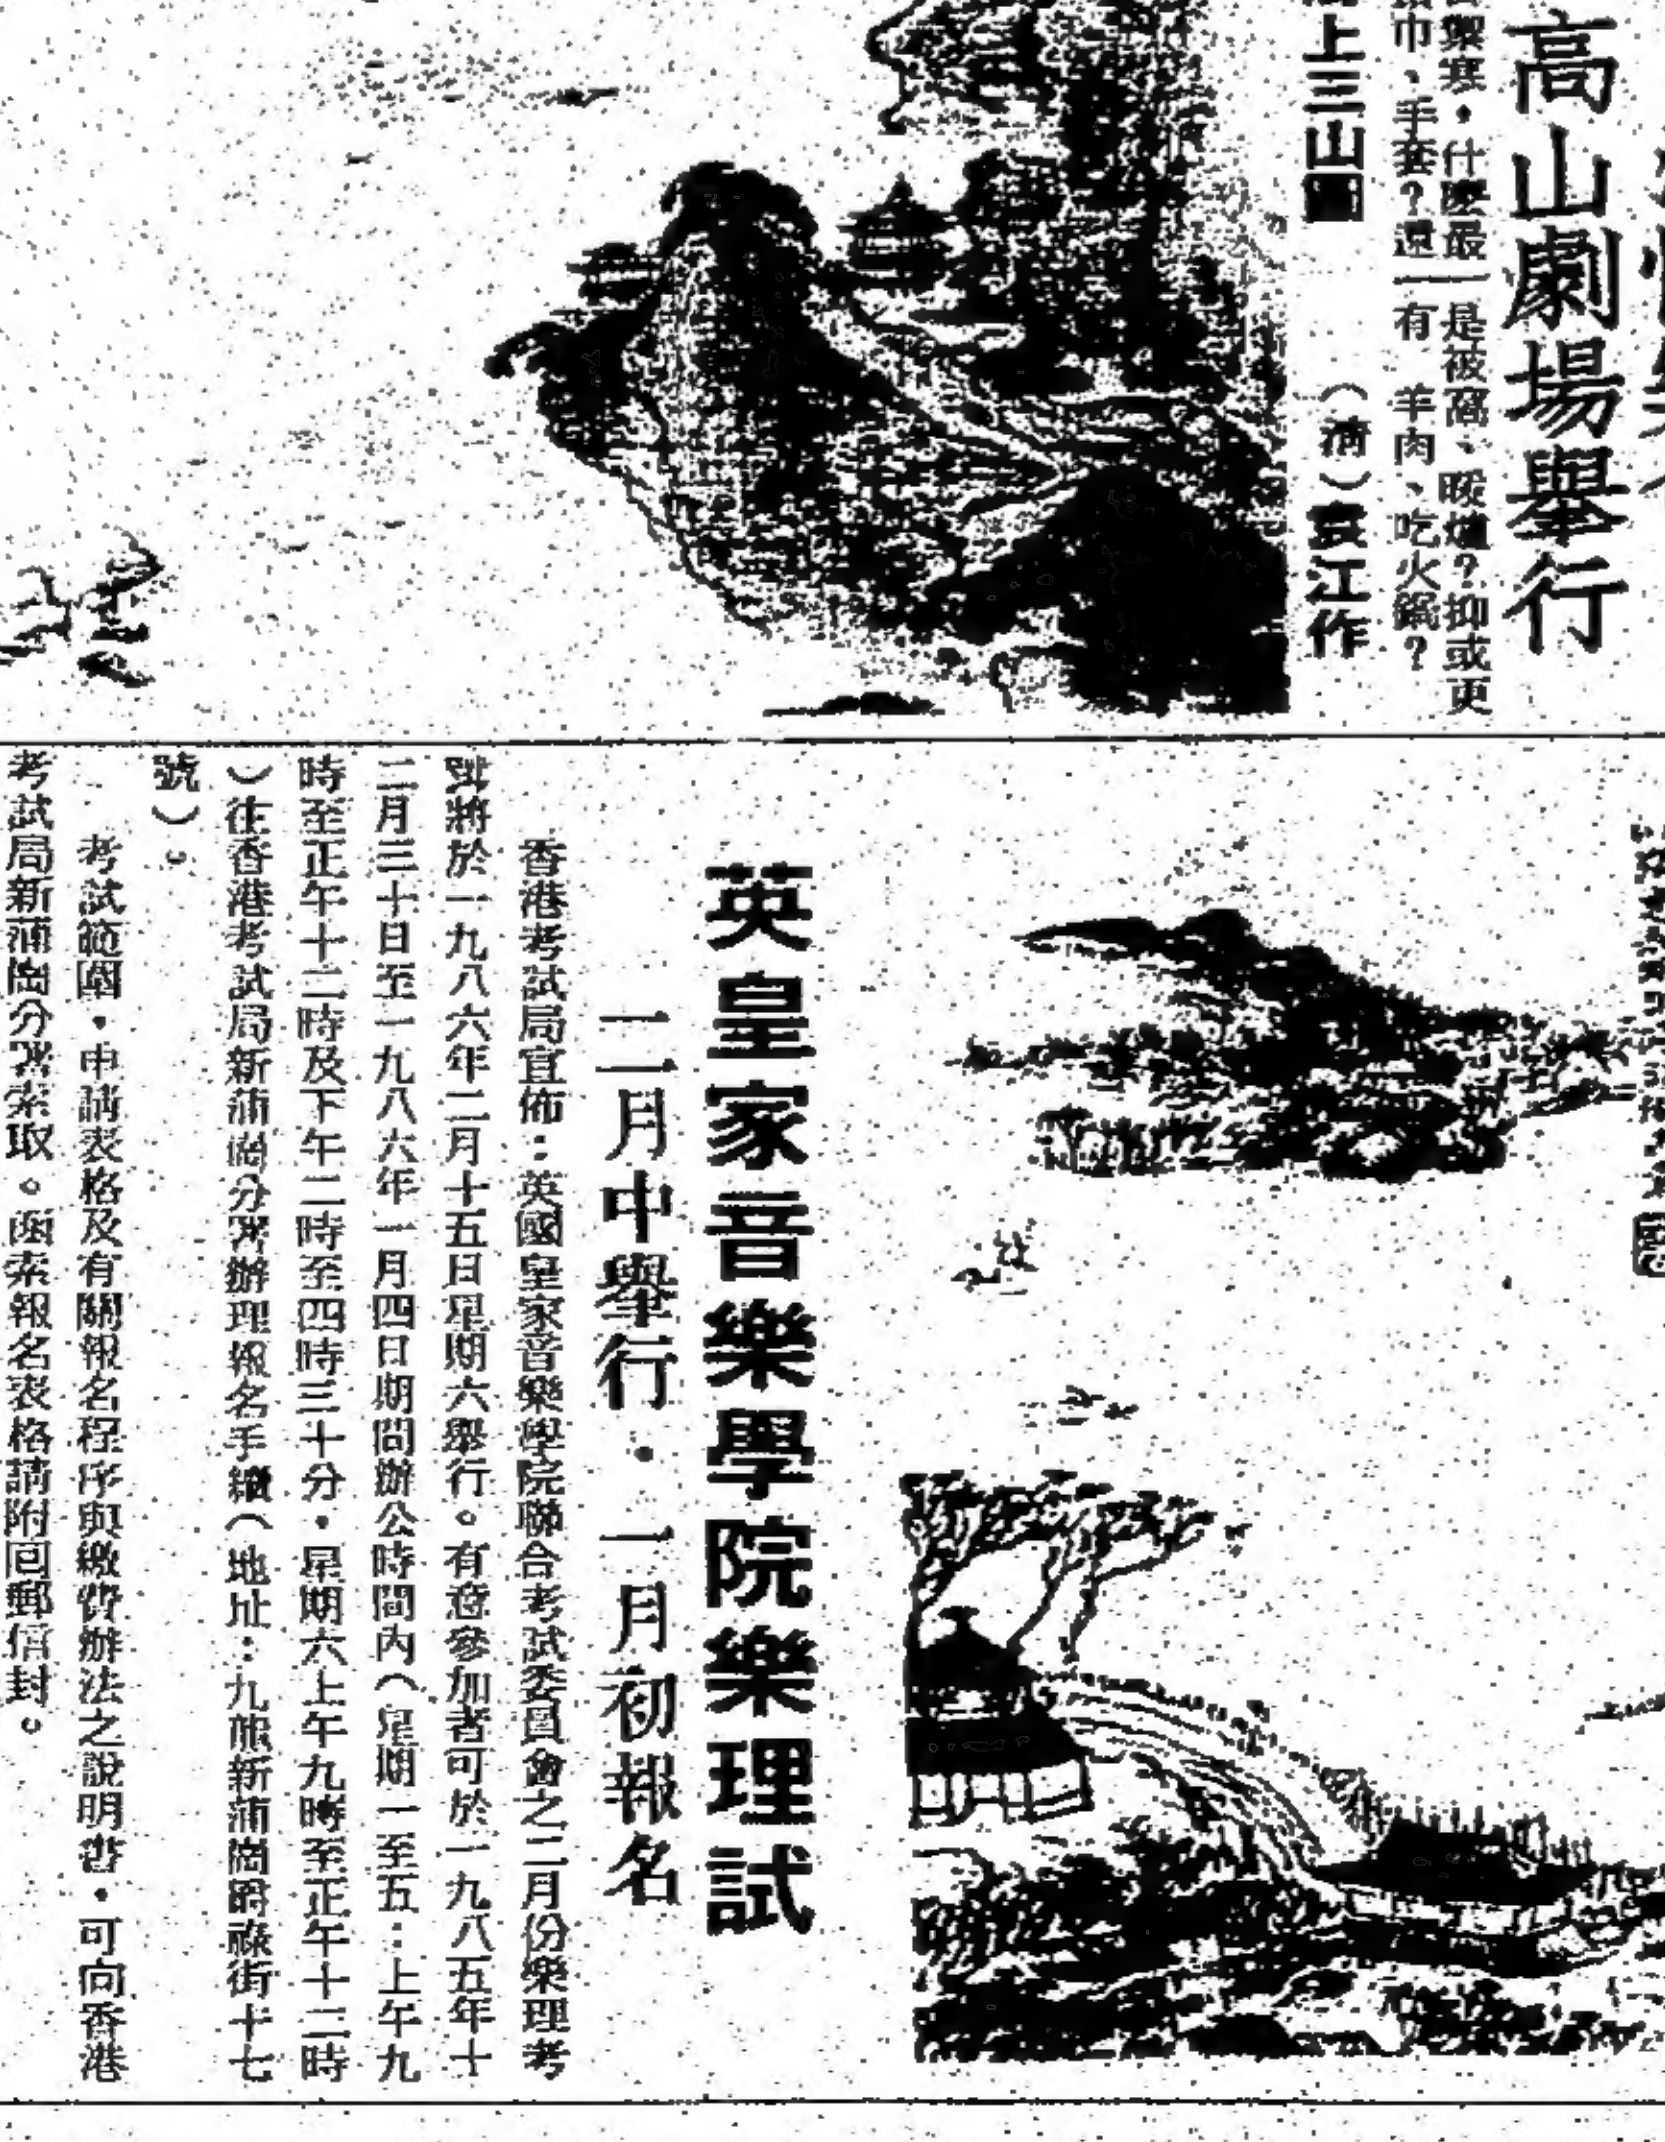 高山劇場舉行
禦寒，什麼最
是被窩、暖爐？抑或更
巾、手套？還
有羊肉、吃火鍋？
上三山圖
（清）袁江作
英皇家音樂學院樂理試
二月中舉行．一月初報名
香港考試局宣佈：英國皇家音樂學院聯合考試委員會之二月份樂理考
試將於一九八六年二月十五日星期六舉行。有意參加者可於一九八五年十
二月三十日至一九八六年一月四日期間辦公時間內（星期一至五：上午九
時至正午十二時及下午二時至四時三十分，星期六上午九時至正午十二時
）往香港考試局新蒲崗分署辦理報名手續（地址：九龍新蒲崗爵祿街十七
號）。
考試範圍，申請表格及有關報名程序與繳費辦法之說明書，可向香港
考試局新蒲崗分署索取。函索報名表格請附回郵信封。